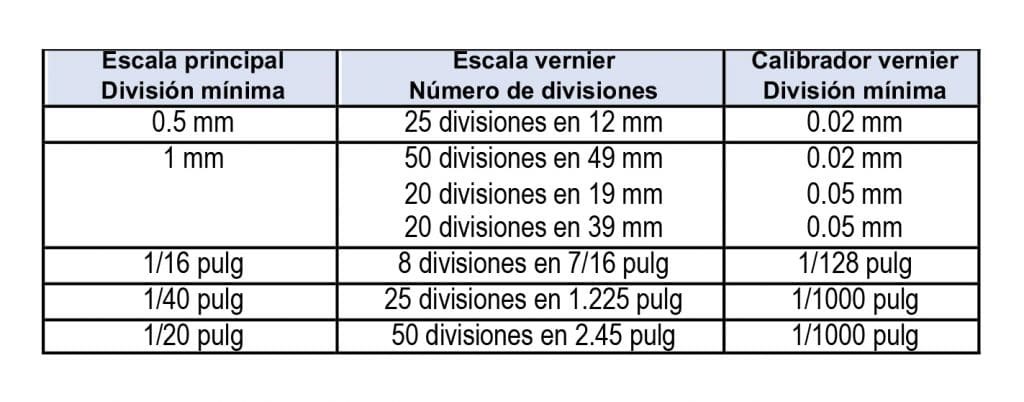 Escala principal Escala vernier Calibrador vernier
División mínima Número de divisiones División mínima
0.5 mm 25 divisiones en 12 mm 0.02 mm
1 mm 50 divisiones en 49 mm 0.02 mm
20 divisiones en 19 mm 0.05 mm
20 divisiones en 39 mm 0.05 mm
1/16 pulg 8 divisiones en 7/16 pulg 1/128 pulg
1/40 pulg 25 divisiones en 1.225 pulg 1/1000 pulg
1/20 pulg 50 divisiones en 2.45 pulg 1/1000 pulg